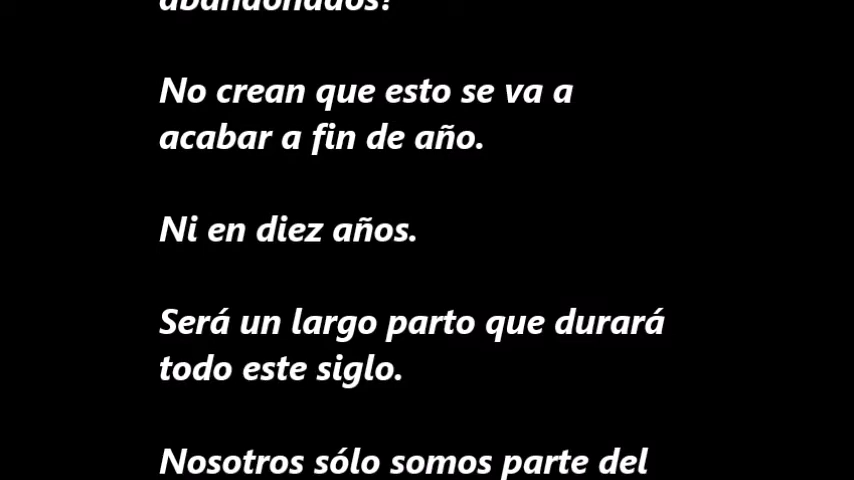 abandonados?
No crean que esto se va a
acabar a fin de año.
Ni en diez años.
Será un largo parto que durará
todo este siglo.
Nosotros sólo somos parte del